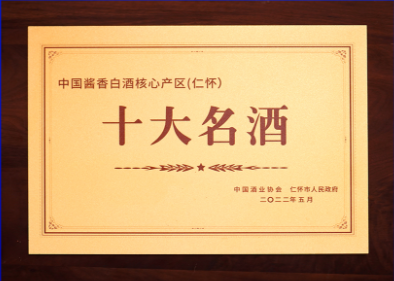 中国酱香白酒核心产区(仁怀)
十大名酒
中国酒业协会 仁怀市人民政府
二〇二二年五月